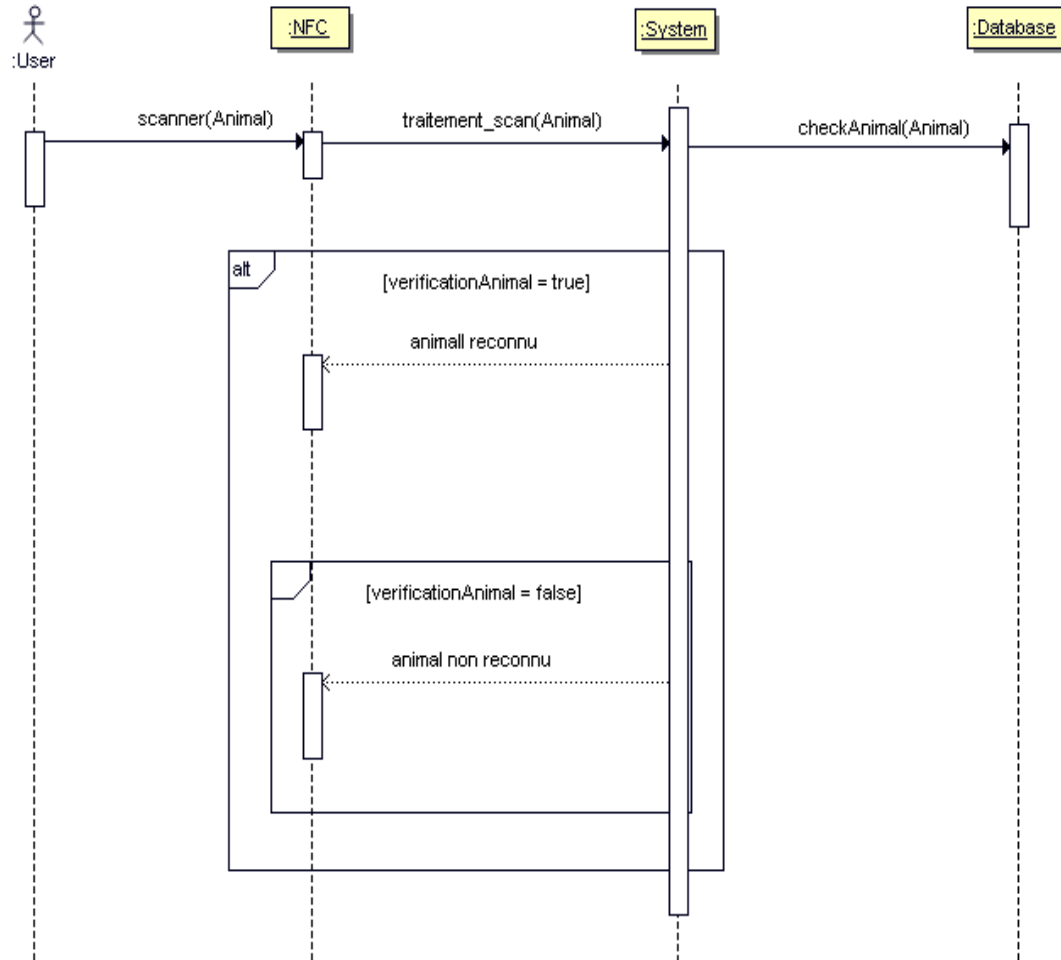 :User
:NFC
:System
:Database
scanner(Animal)
traitement_scan(Animal)
checkAnimal(Animal)
alt
[verificationAnimal = true]
animall reconnu
[verificationAnimal = false]
animal non reconnu